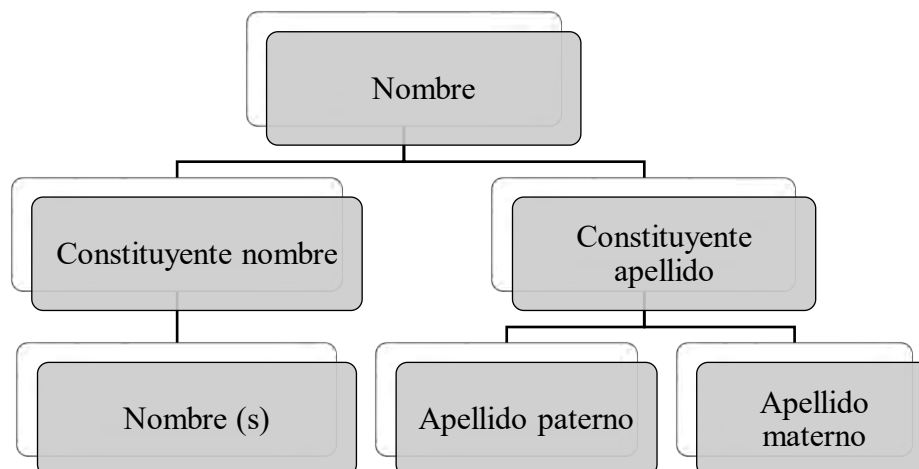 Nombre
Constituyente nombre
Constituyente
apellido
Nombre (s)
Apellido paterno
Apellido
materno